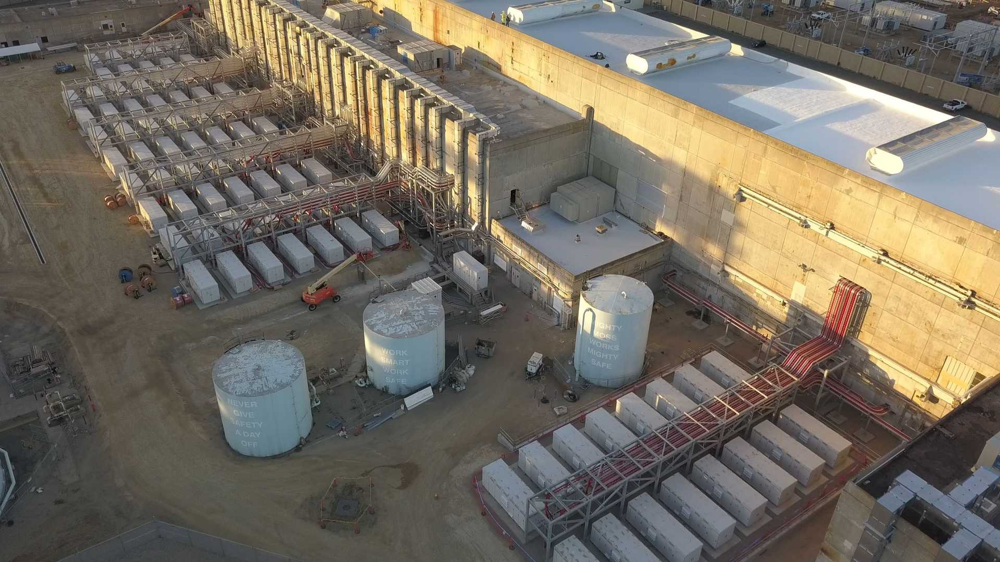 NEVER
GIVE
SAFETY
A DAY
OFF
WORK
SMART
WORK
SAFE
MIGHTY
MOSS
WORKS
MIGHTY
SAFE